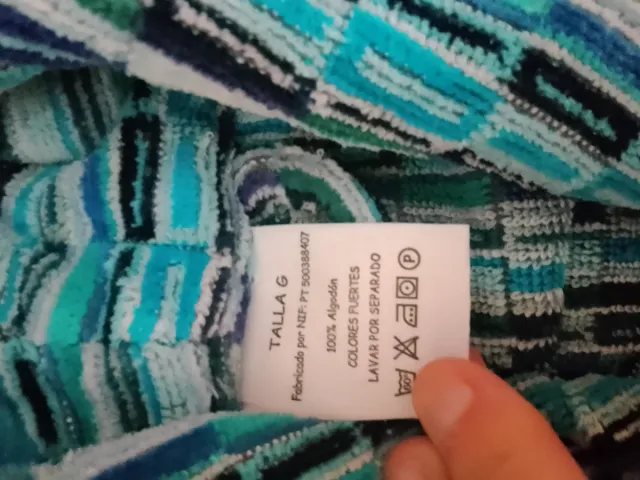 TALLA G
Fabricado por NIF: PT 500388407
100% Algodón
COLORES FUERTES
LAVAR POR SEPARADO
P